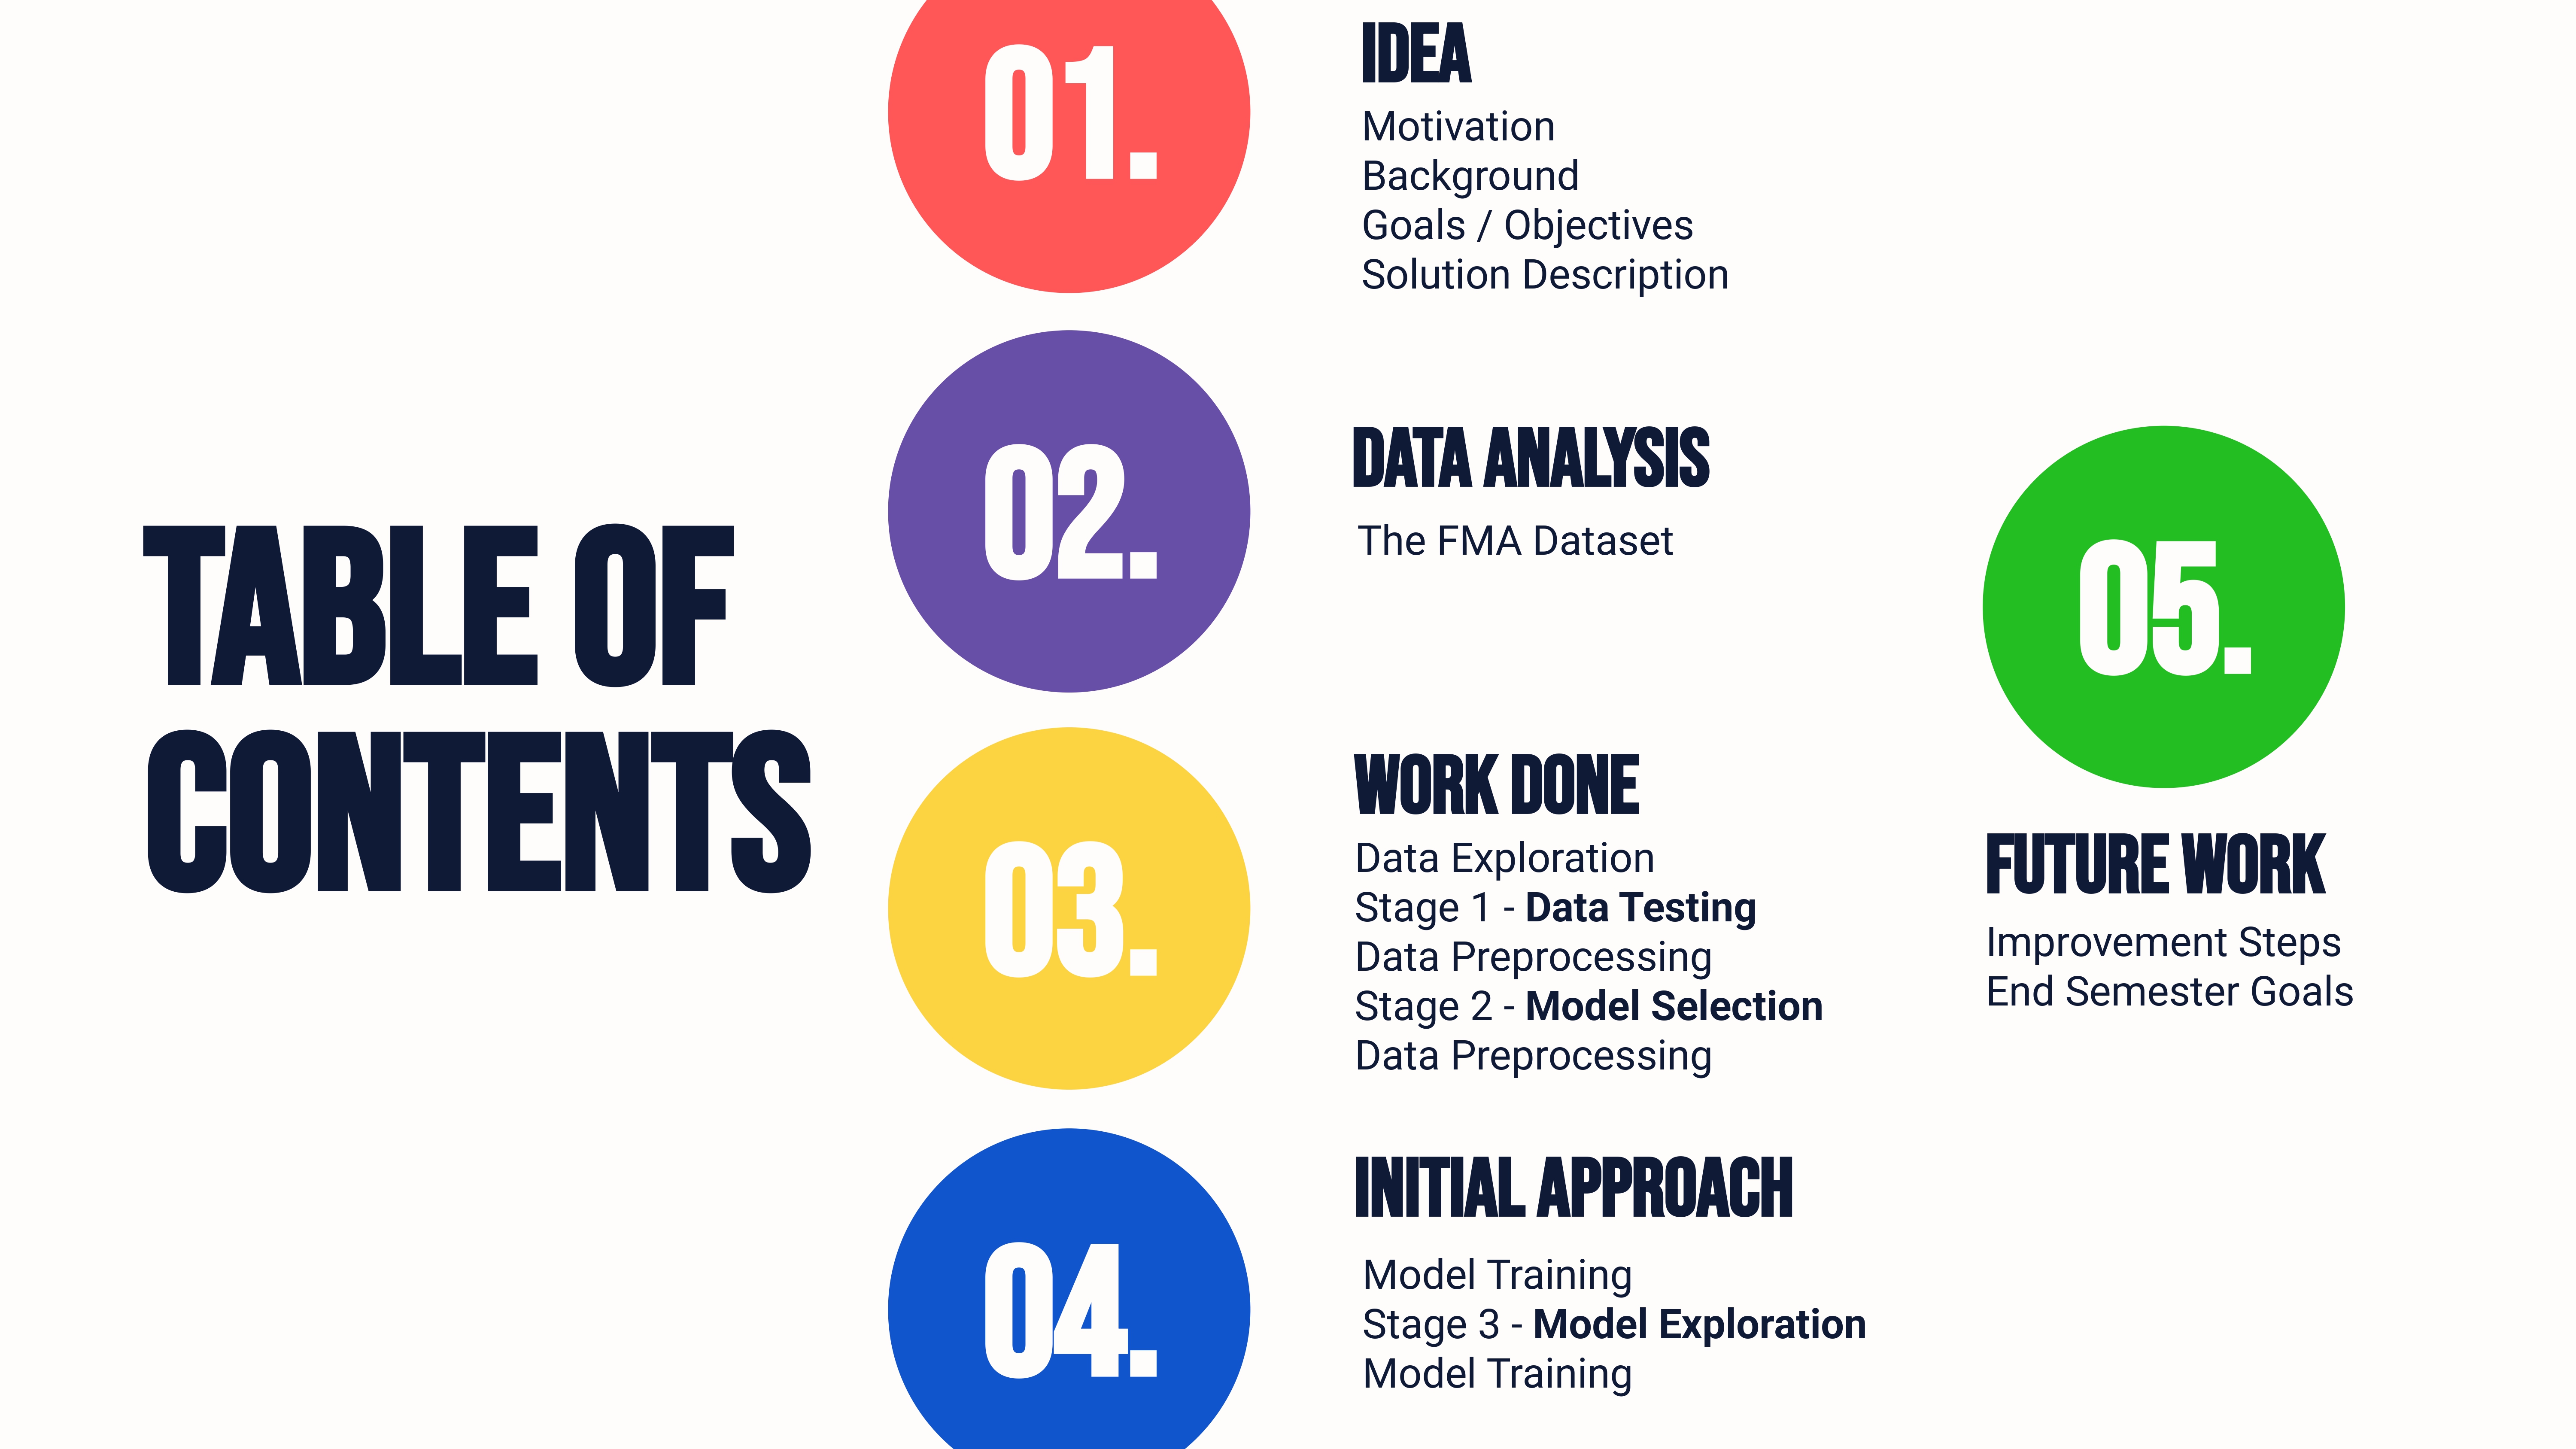 TABLE OF
CONTENTS
01.
IDEA
Motivation
Background
Goals / Objectives
Solution Description
02.
DATA ANALYSIS
The FMA Dataset
03.
WORK DONE
Data Exploration
Stage 1 - Data Testing
Data Preprocessing
Stage 2 - Model Selection
Data Preprocessing
04.
INITIAL APPROACH
Model Training
Stage 3 - Model Exploration
Model Training
05.
FUTURE WORK
Improvement Steps
End Semester Goals